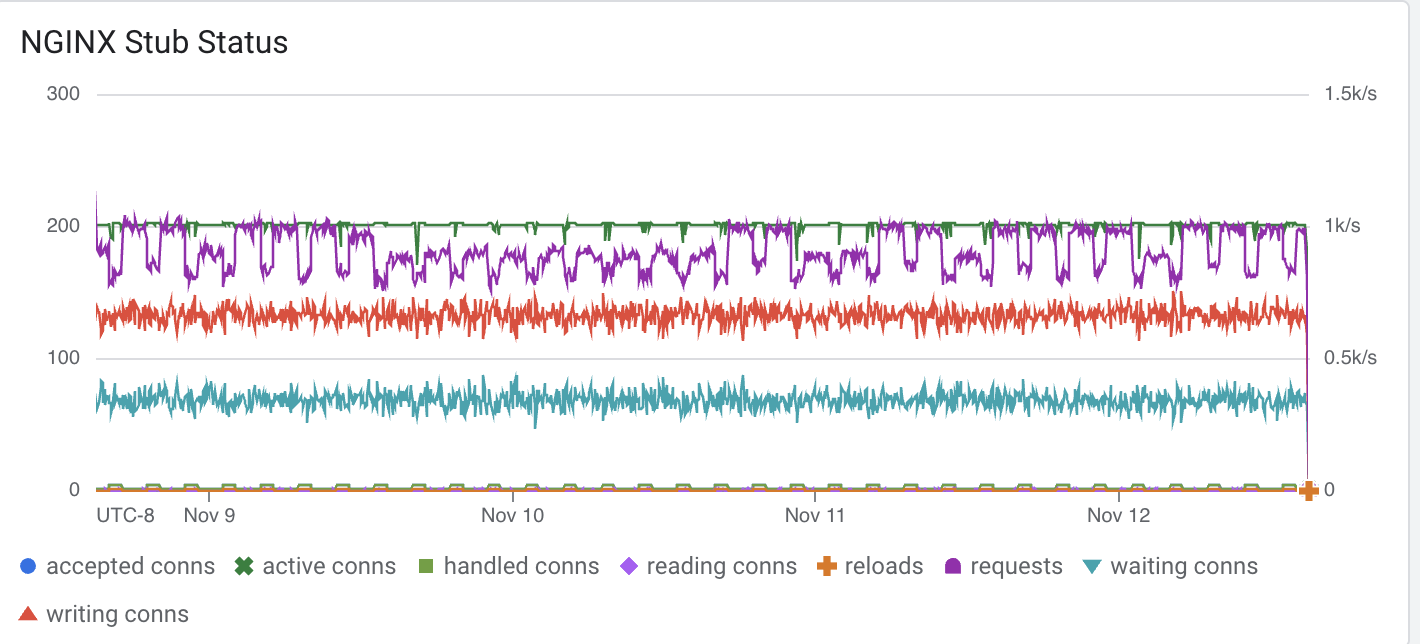 NGINX Stub Status
300 1.5k/s
200 1k/s
100 0.5k/s
0 0
UTC-8 Nov 9 Nov 10 Nov 11 Nov 12
accepted conns active conns handled conns reading conns reloads requests waiting conns
writing conns